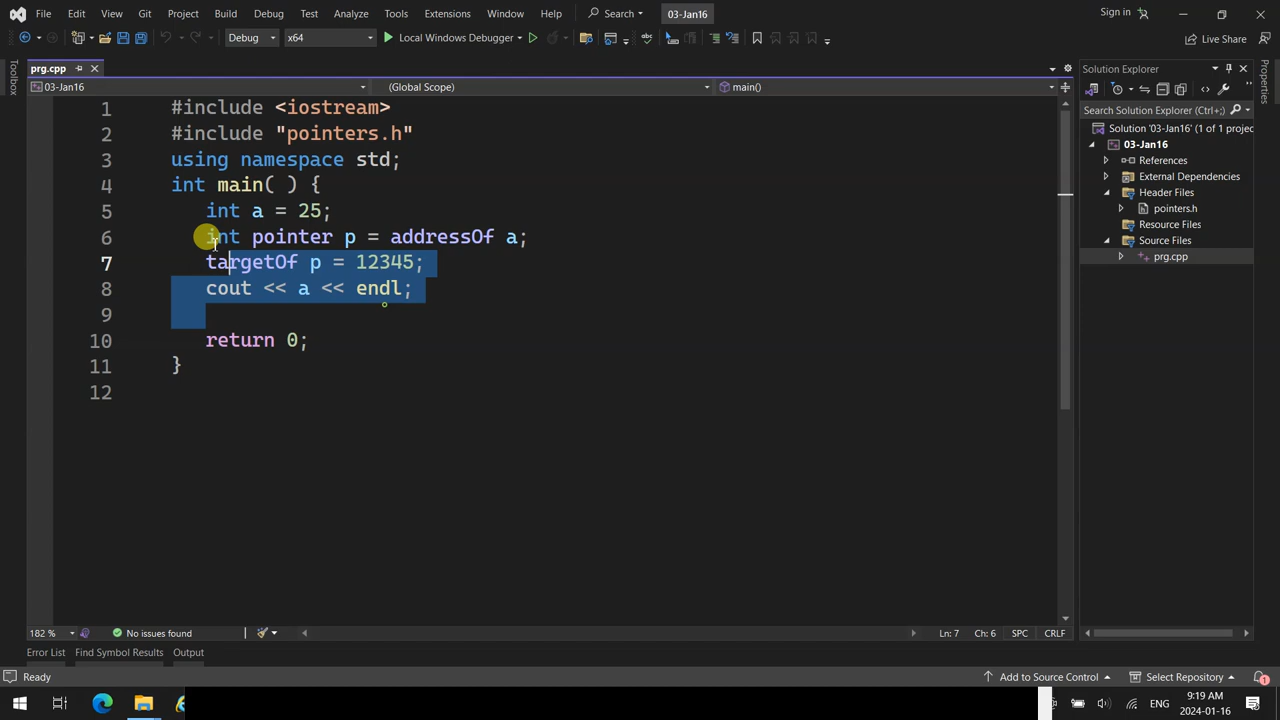 File Edit View Git Project Build Debug Test Analyze Tools Extensions Window Help Search 03-Jan16 Sign in
Debug x64 Local Windows Debugger Live Share
prg.cpp
03-Jan16 (Global Scope) main()
1 #include <iostream>
2 #include "pointers.h"
3 using namespace std;
4 int main( ) {
5 int a = 25;
6 int pointer p = addressOf a;
7 targetOf p = 12345;
8 cout << a << endl;
9
10 return 0;
11 }
12
Toolbox
Solution Explorer
Search Solution Explorer (Ctrl+;)
Solution '03-Jan16' (1 of 1 projec
03-Jan16
References
External Dependencies
Header Files
pointers.h
Resource Files
Source Files
prg.cpp
Properties
182 % No issues found Ln: 7 Ch: 6 SPC CRLF
Error List Find Symbol Results Output
Ready Add to Source Control Select Repository 1
ENG 9:19 AM
2024-01-16